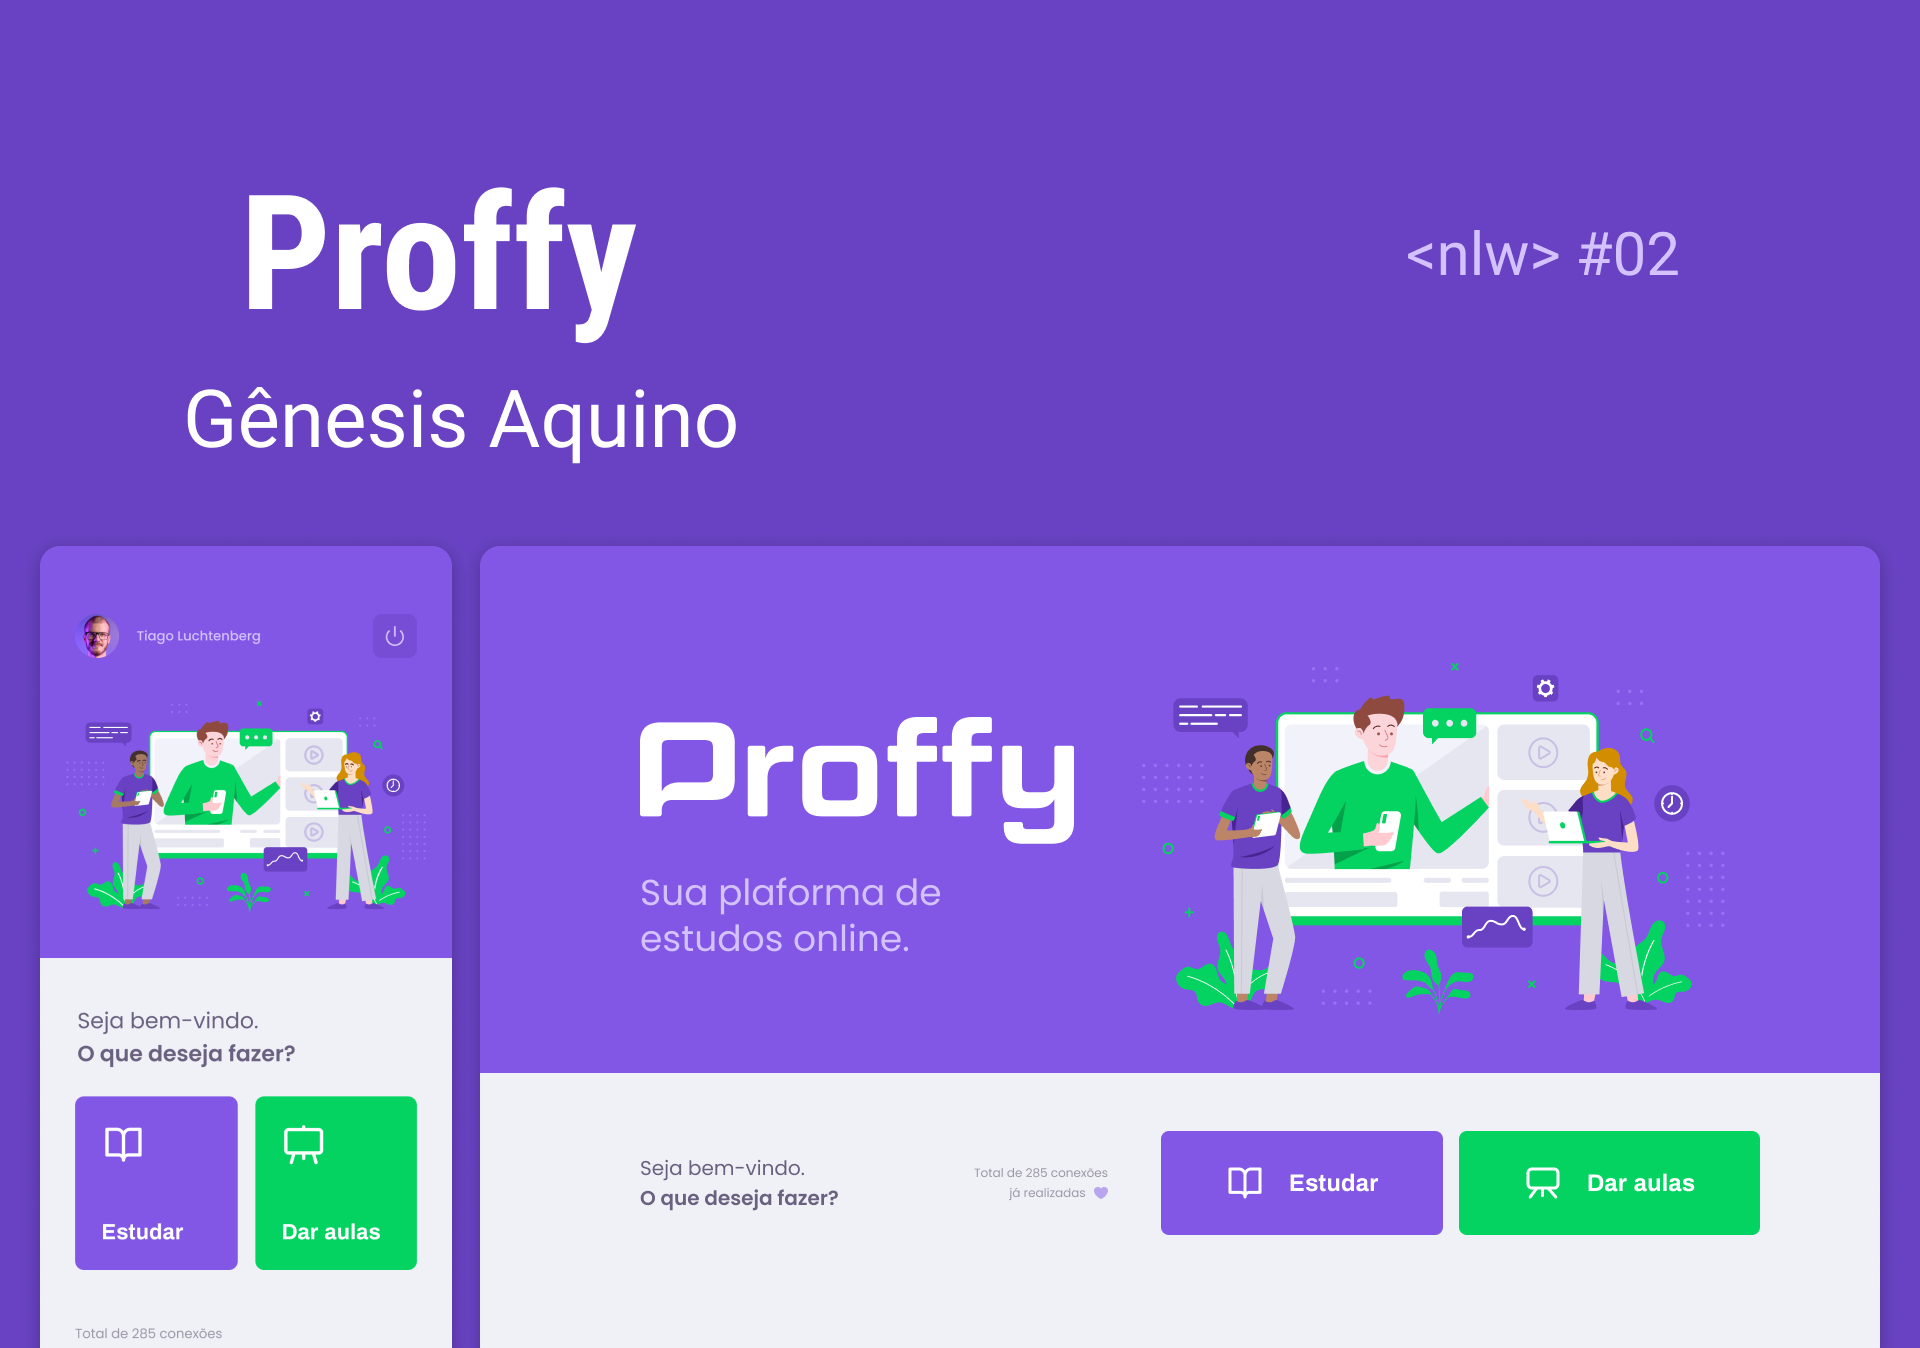 Proffy
<nlw> #02
Gênesis Aquino
Tiago Luchtenberg
Seja bem-vindo.
O que deseja fazer?
Estudar
Dar aulas
Total de 285 conexões
Proffy
Sua plaforma de
estudos online.
Seja bem-vindo.
O que deseja fazer?
Total de 285 conexões
já realizadas
Estudar
Dar aulas